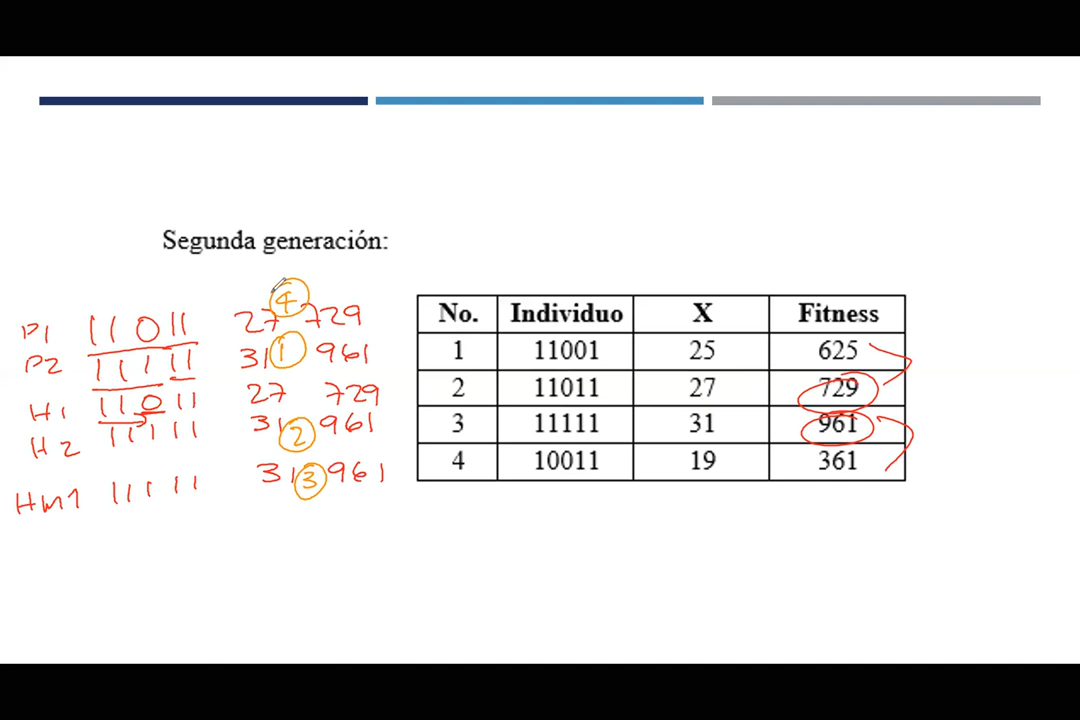 Segunda generación:
4
P1 11011 27 729
P2 11111 31 1 961
H1 11011 27 729
H2 11111 31 2 961
Hm1 11111 31 3 961
No. Individuo X Fitness
1 11001 25 625
2 11011 27 729
3 11111 31 961
4 10011 19 361